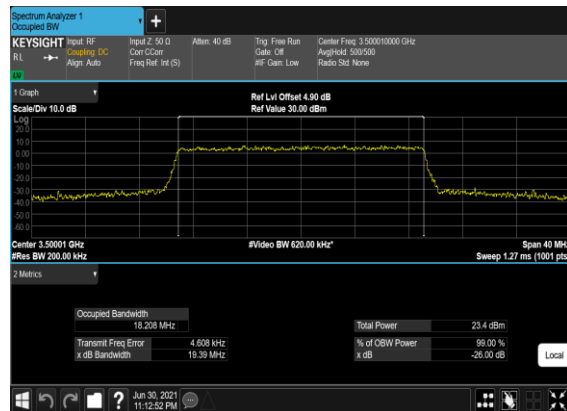 Spectrum Analyzer 1
Occupied BW
KEYSIGHT
R L
LW
Input: RF
Coupling: DC
Align: Auto
Input Z: 50 Ω
Corr CCorr
Freq Ref: Int (S)
Atten: 40 dB
Trig: Free Run
Gate: Off
#IF Gain: Low
Center Freq: 3.500010000 GHz
Avg|Hold: 500/500
Radio Std: None
1 Graph
Scale/Div 10.0 dB
Ref Lvl Offset 4.90 dB
Ref Value 30.00 dBm
Log
20.0
10.0
0.00
-10.0
-20.0
-30.0
-40.0
-50.0
-60.0
Center 3.50001 GHz
#Video BW 620.00 kHz*
Span 40 MHz
#Res BW 200.00 kHz
Sweep 1.27 ms (1001 pts
2 Metrics
Occupied Bandwidth
18.208 MHz
Total Power 23.4 dBm
Transmit Freq Error 4.608 kHz
% of OBW Power 99.00 %
x dB Bandwidth 19.39 MHz
x dB -26.00 dB
Local
?
Jun 30, 2021
11:12:52 PM